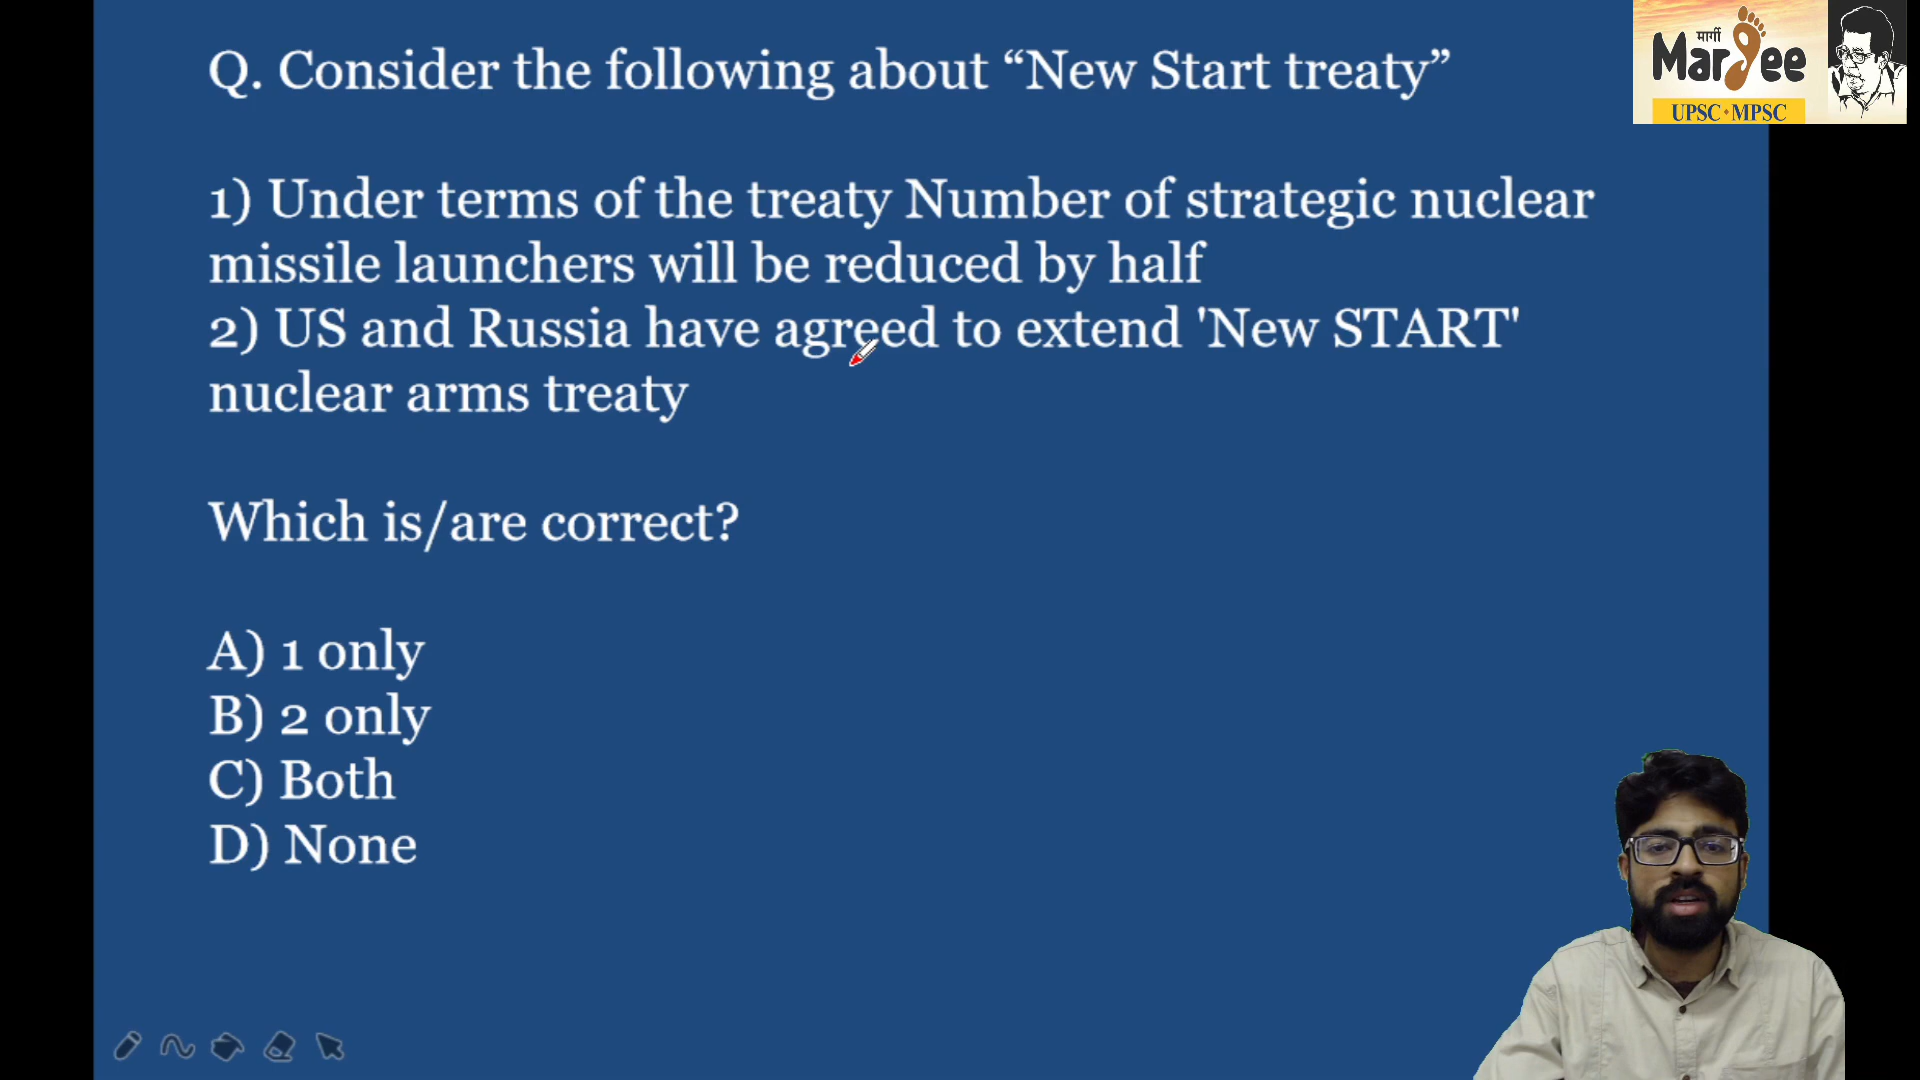 Q. Consider the following about “New Start treaty”
1) Under terms of the treaty Number of strategic nuclear
missile launchers will be reduced by half
2) US and Russia have agreed to extend 'New START'
nuclear arms treaty
Which is/are correct?
A) 1 only
B) 2 only
C) Both
D) None
मार्गी
Margee
UPSC • MPSC